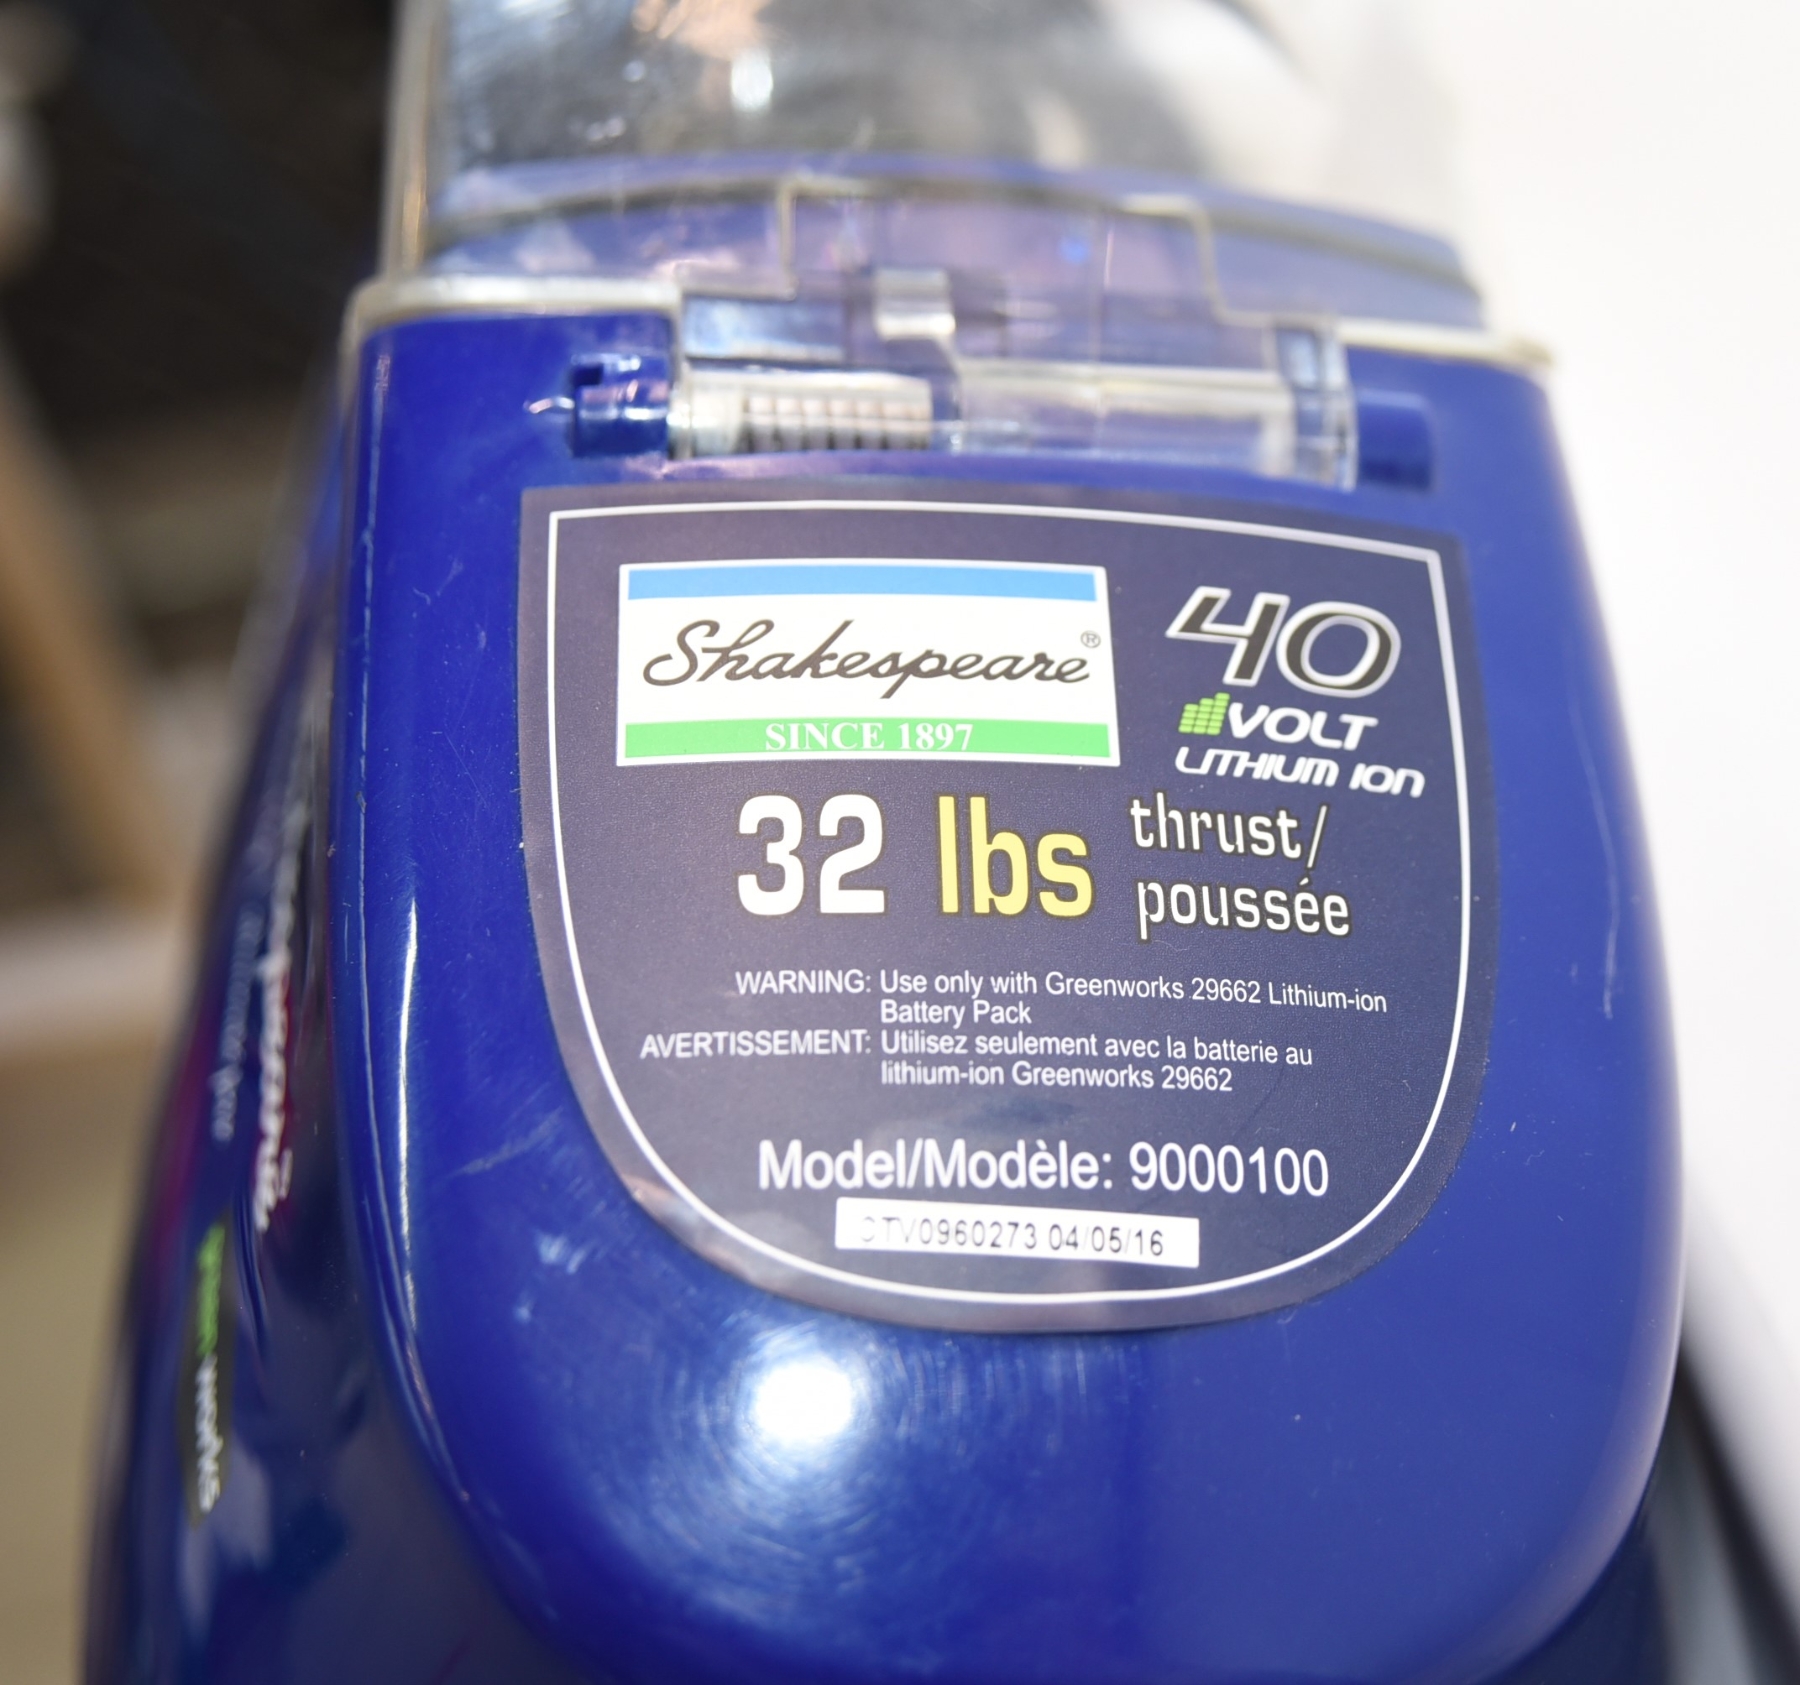 Shakespeare®
SINCE 1897
40
VOLT
LITHIUM ION
32 lbs thrust/
poussée
WARNING: Use only with Greenworks 29662 Lithium-ion
Battery Pack
AVERTISSEMENT: Utilisez seulement avec la batterie au
lithium-ion Greenworks 29662
Model/Modèle: 9000100
CTV0960273 04/05/16
greenworks